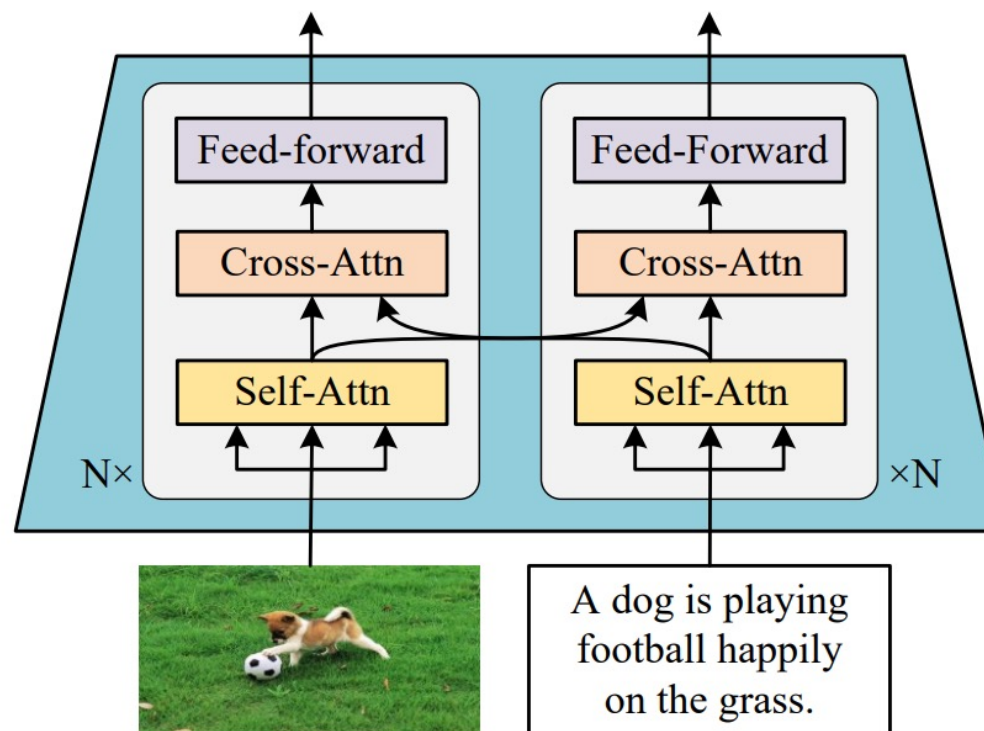 Feed-forward
Feed-Forward
Cross-Attn
Cross-Attn
Self-Attn
Self-Attn
N×
×N
A dog is playing
football happily
on the grass.